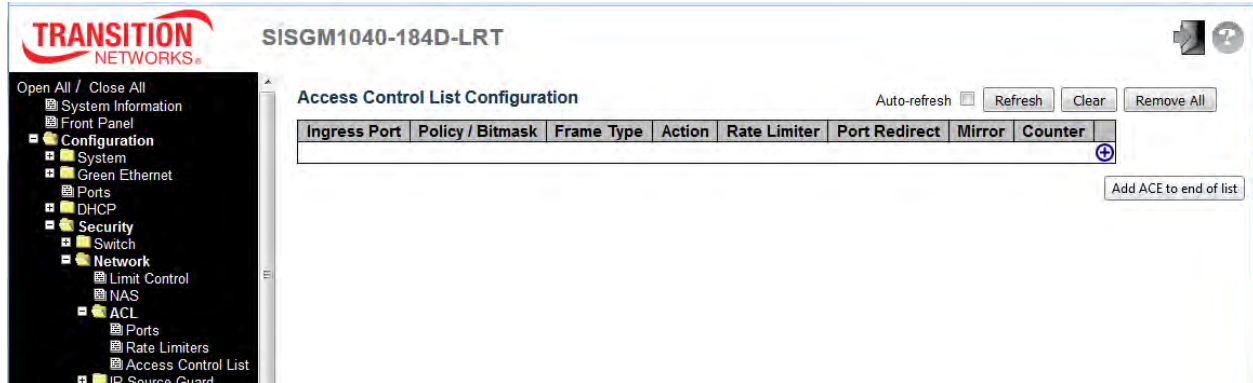 TRANSITION
NETWORKS®
SISGM1040-184D-LRT
Open All / Close All
System Information
Front Panel
Configuration
System
Green Ethernet
Ports
DHCP
Security
Switch
Network
Limit Control
NAS
ACL
Ports
Rate Limiters
Access Control List
IP Source Guard
Access Control List Configuration
Auto-refresh Refresh Clear Remove All
Ingress Port Policy / Bitmask Frame Type Action Rate Limiter Port Redirect Mirror Counter
Add ACE to end of list